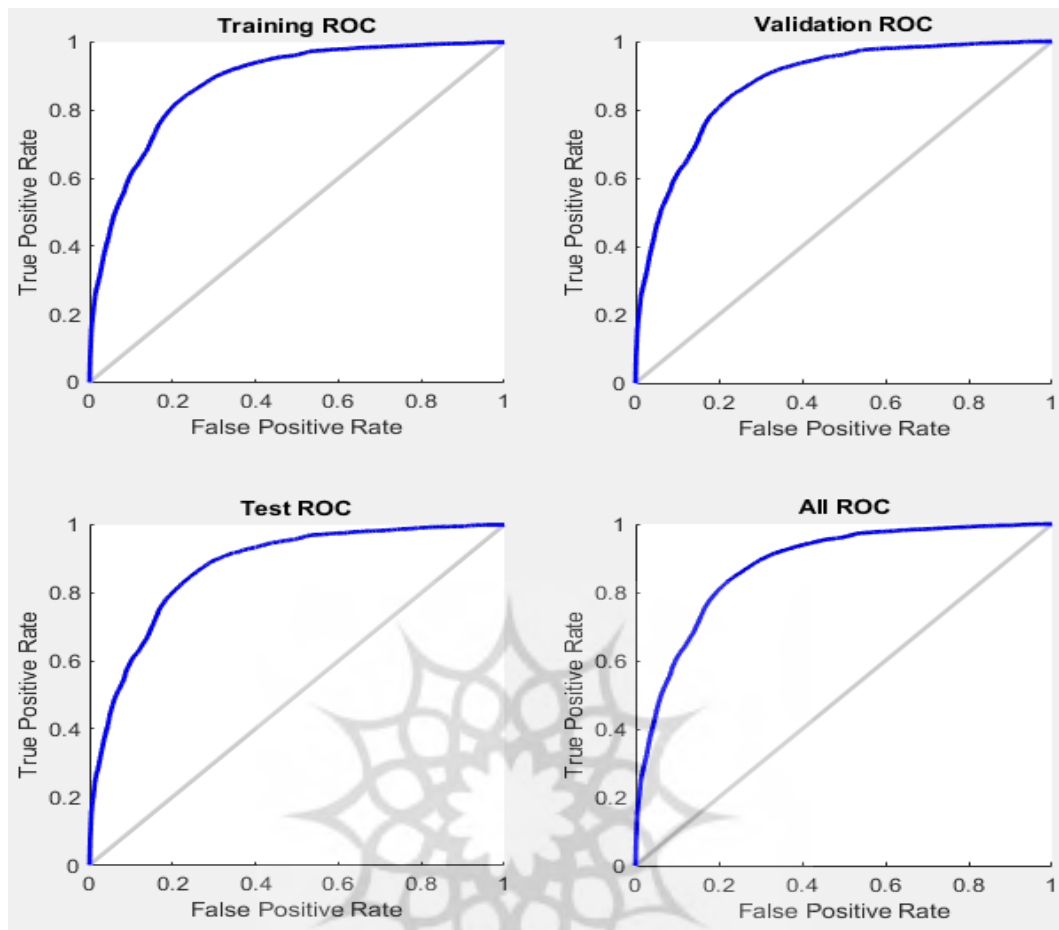 Training ROC
1
0.8
0.6
0.4
0.2
0
True Positive Rate
0 0.2 0.4 0.6 0.8 1
False Positive Rate
Validation ROC
1
0.8
0.6
0.4
0.2
0
True Positive Rate
0 0.2 0.4 0.6 0.8 1
False Positive Rate
Test ROC
1
0.8
0.6
0.4
0.2
0
True Positive Rate
0 0.2 0.4 0.6 0.8 1
False Positive Rate
All ROC
1
0.8
0.6
0.4
0.2
0
True Positive Rate
0 0.2 0.4 0.6 0.8 1
False Positive Rate